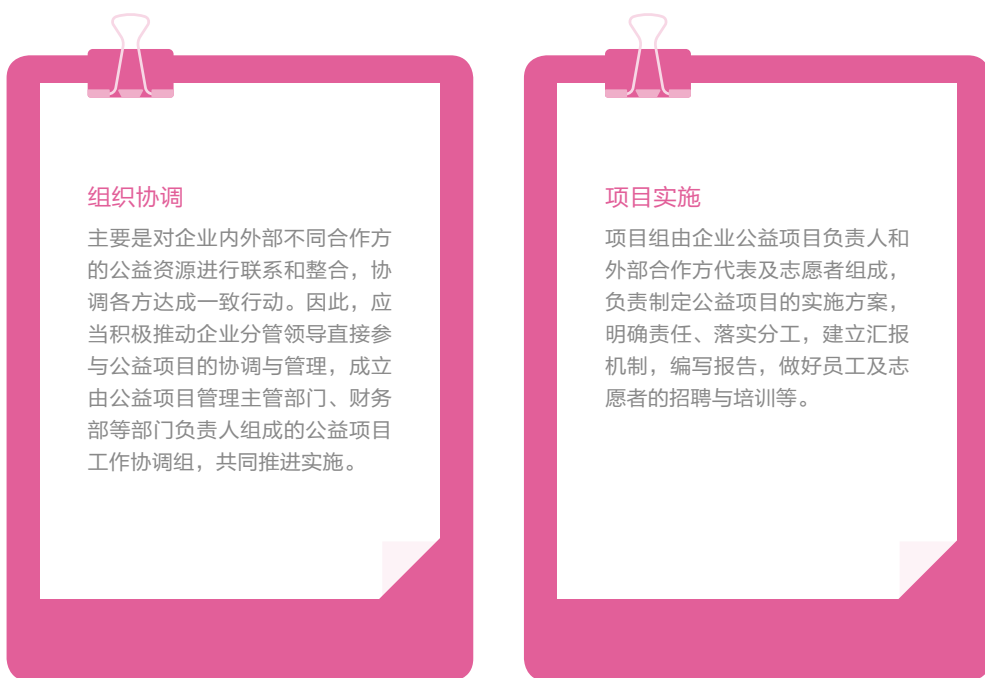 组织协调
主要是对企业内外部不同合作方
的公益资源进行联系和整合，协
调各方达成一致行动。因此，应
当积极推动企业分管领导直接参
与公益项目的协调与管理，成立
由公益项目管理主管部门、财务
部等部门负责人组成的公益项目
工作协调组，共同推进实施。
项目实施
项目组由企业公益项目负责人和
外部合作方代表及志愿者组成，
负责制定公益项目的实施方案，
明确责任、落实分工，建立汇报
机制，编写报告，做好员工及志
愿者的招聘与培训等。